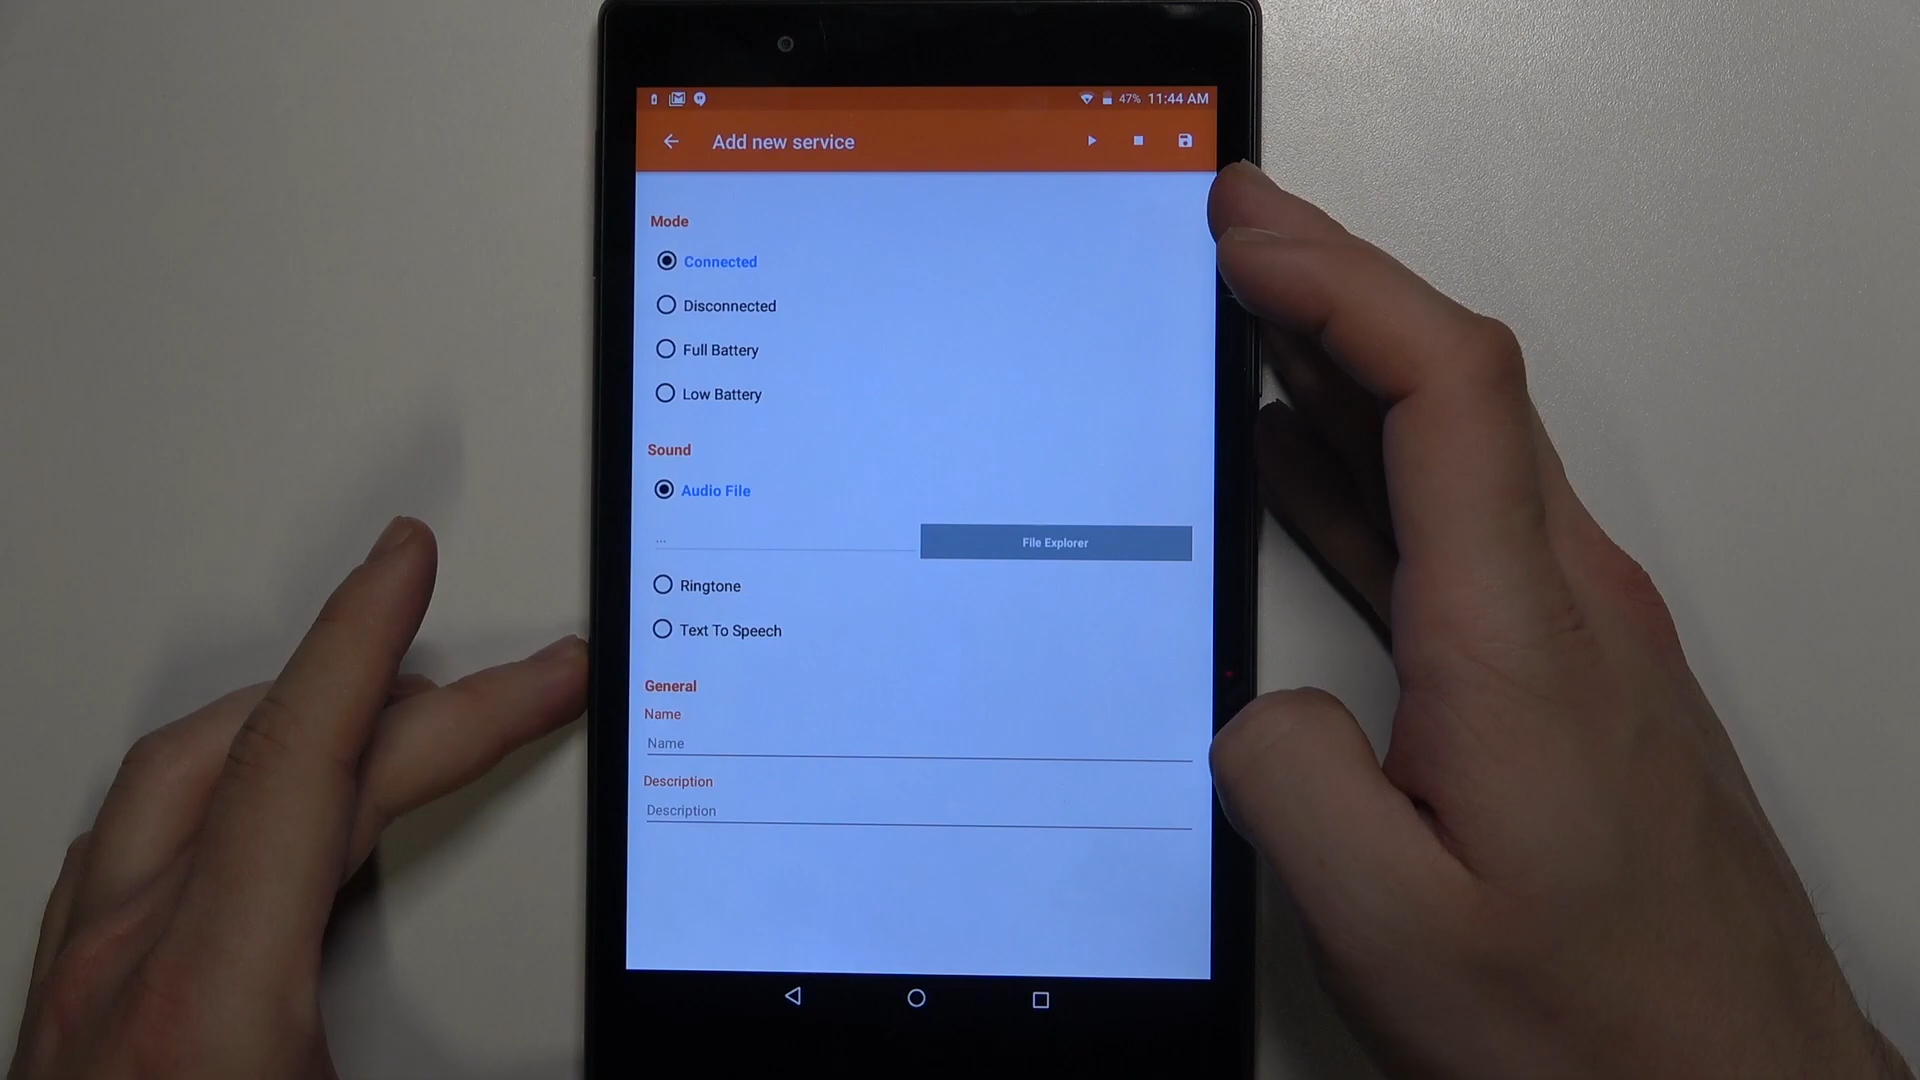 47% 11:44 AM
Add new service
Mode
Connected
Disconnected
Full Battery
Low Battery
Sound
Audio File
...
File Explorer
Ringtone
Text To Speech
General
Name
Name
Description
Description